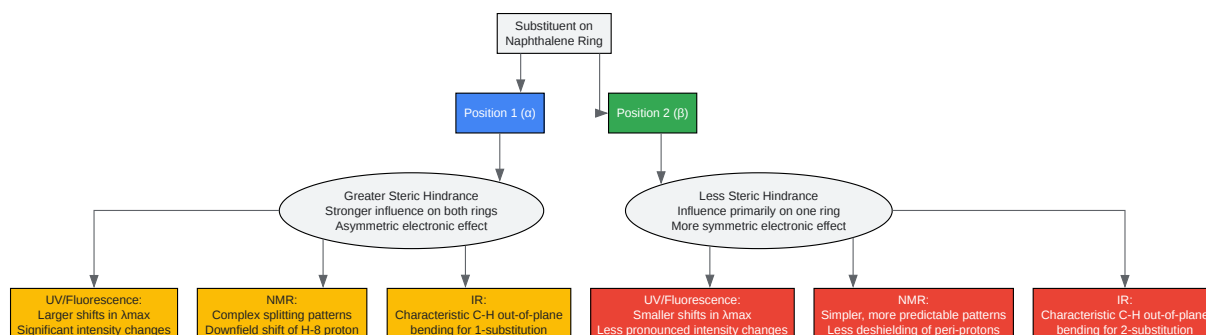 Substituent on
Naphthalene Ring
Position 1 (α)
Position 2 (β)
Greater Steric Hindrance
Stronger influence on both rings
Asymmetric electronic effect
Less Steric Hindrance
Influence primarily on one ring
More symmetric electronic effect
UV/Fluorescence:
Larger shifts in λmax
Significant intensity changes
NMR:
Complex splitting patterns
Downfield shift of H-8 proton
IR:
Characteristic C-H out-of-plane
bending for 1-substitution
UV/Fluorescence:
Smaller shifts in λmax
Less pronounced intensity changes
NMR:
Simpler, more predictable patterns
Less deshielding of peri-protons
IR:
Characteristic C-H out-of-plane
bending for 2-substitution